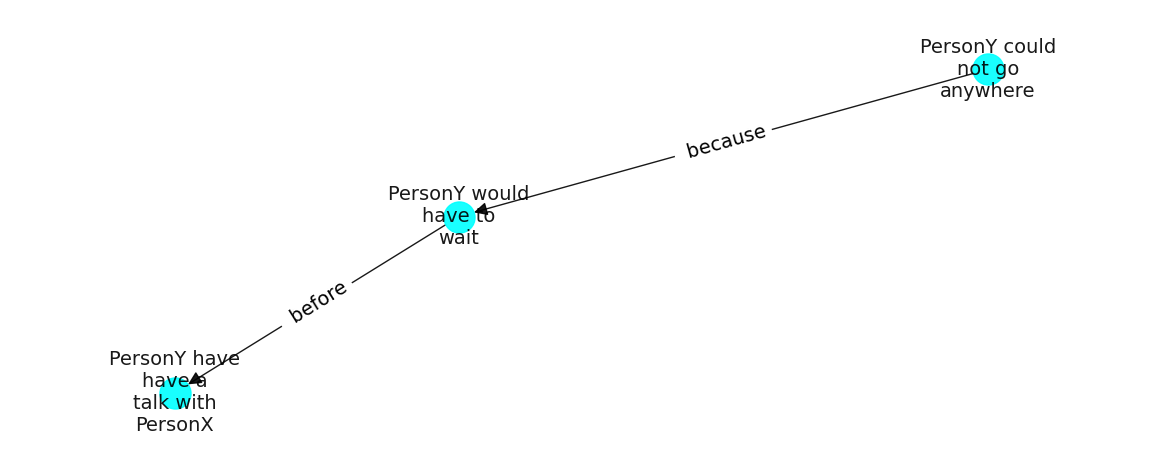 PersonY could
not go
anywhere
because
PersonY would
have to
wait
before
PersonY have
have a
talk with
PersonX